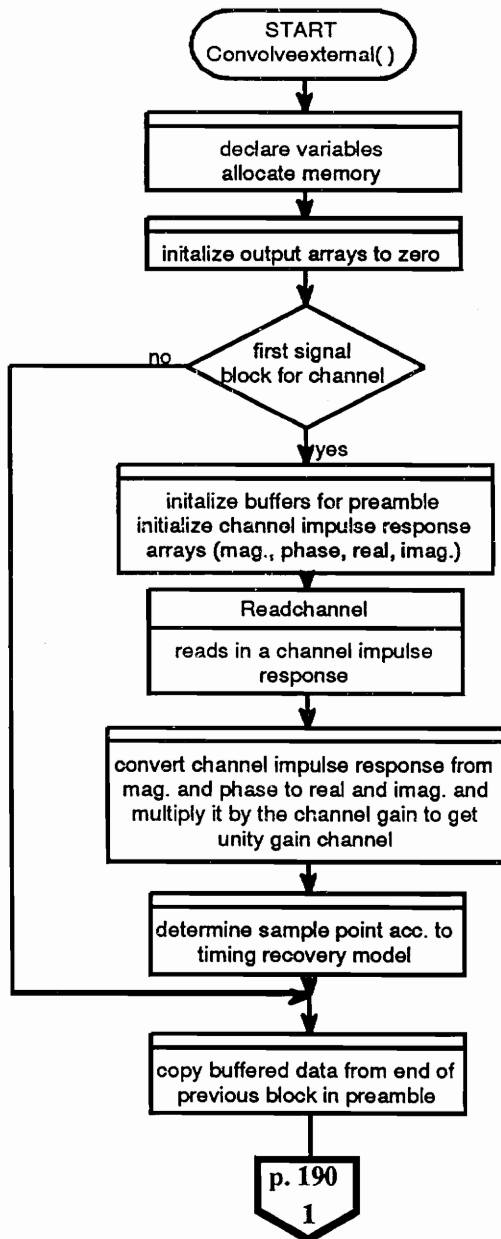 START
Convolveexternal( )
declare variables
allocate memory
initalize output arrays to zero
first signal
block for channel
no
yes
initalize buffers for preamble
initialize channel impulse response
arrays (mag., phase, real, imag.)
Readchannel
reads in a channel impulse
response
convert channel impulse response from
mag. and phase to real and imag. and
multiply it by the channel gain to get
unity gain channel
determine sample point acc. to
timing recovery model
copy buffered data from end of
previous block in preamble
p. 190
1